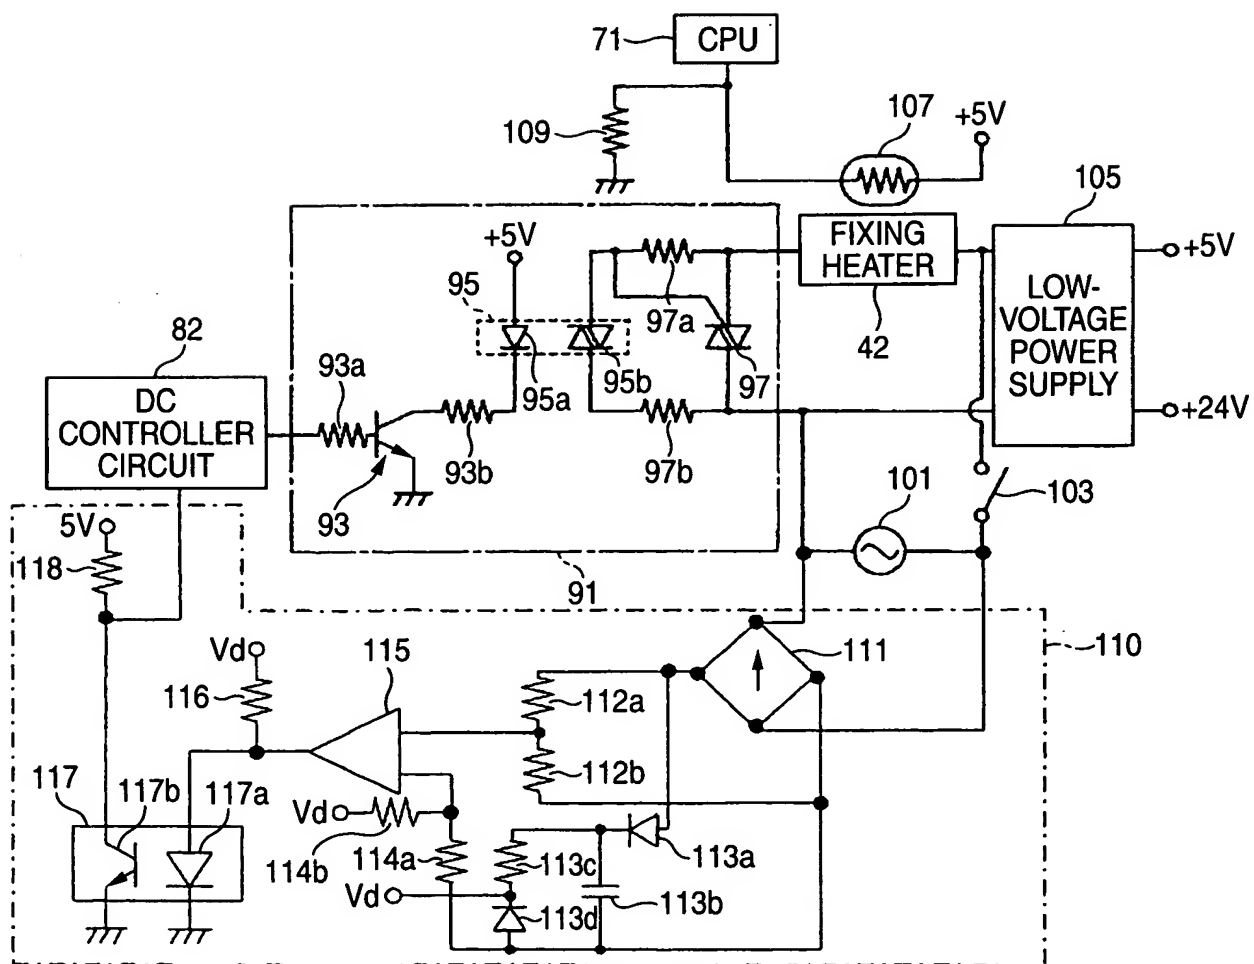 71
CPU
109
107
+5V
105
+5V
FIXING
HEATER
42
LOW-
VOLTAGE
POWER
SUPPLY
+5V
+24V
95
97a
95a
95b
97
82
DC
CONTROLLER
CIRCUIT
93a
93b
97b
93
101
103
91
5V
118
110
Vd
116
115
112a
111
112b
117
117b
117a
Vd
114b
114a
113c
113a
Vd
113d
113b